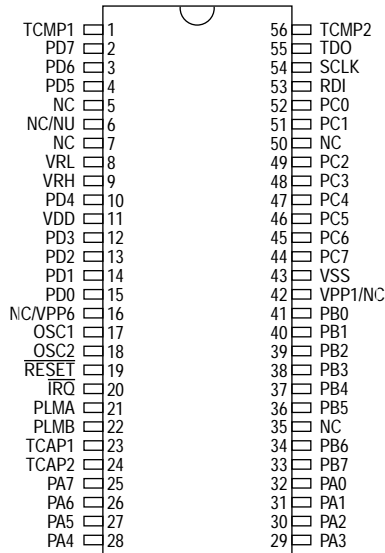 TCMP1 1 56 TCMP2
PD7 2 55 TDO
PD6 3 54 SCLK
PD5 4 53 RDI
NC 5 52 PC0
NC/NU 6 51 PC1
NC 7 50 NC
VRL 8 49 PC2
VRH 9 48 PC3
PD4 10 47 PC4
VDD 11 46 PC5
PD3 12 45 PC6
PD2 13 44 PC7
PD1 14 43 VSS
PD0 15 42 VPP1/NC
NC/VPP6 16 41 PB0
OSC1 17 40 PB1
OSC2 18 39 PB2
RESET 19 38 PB3
IRQ 20 37 PB4
PLMA 21 36 PB5
PLMB 22 35 NC
TCAP1 23 34 PB6
TCAP2 24 33 PB7
PA7 25 32 PA0
PA6 26 31 PA1
PA5 27 30 PA2
PA4 28 29 PA3